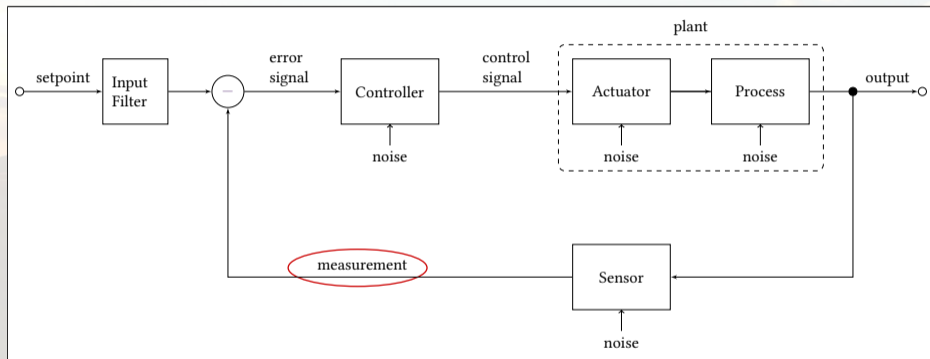 plant
setpoint
Input
Filter
−
error
signal
Controller
noise
control
signal
Actuator
noise
Process
noise
output
measurement
Sensor
noise